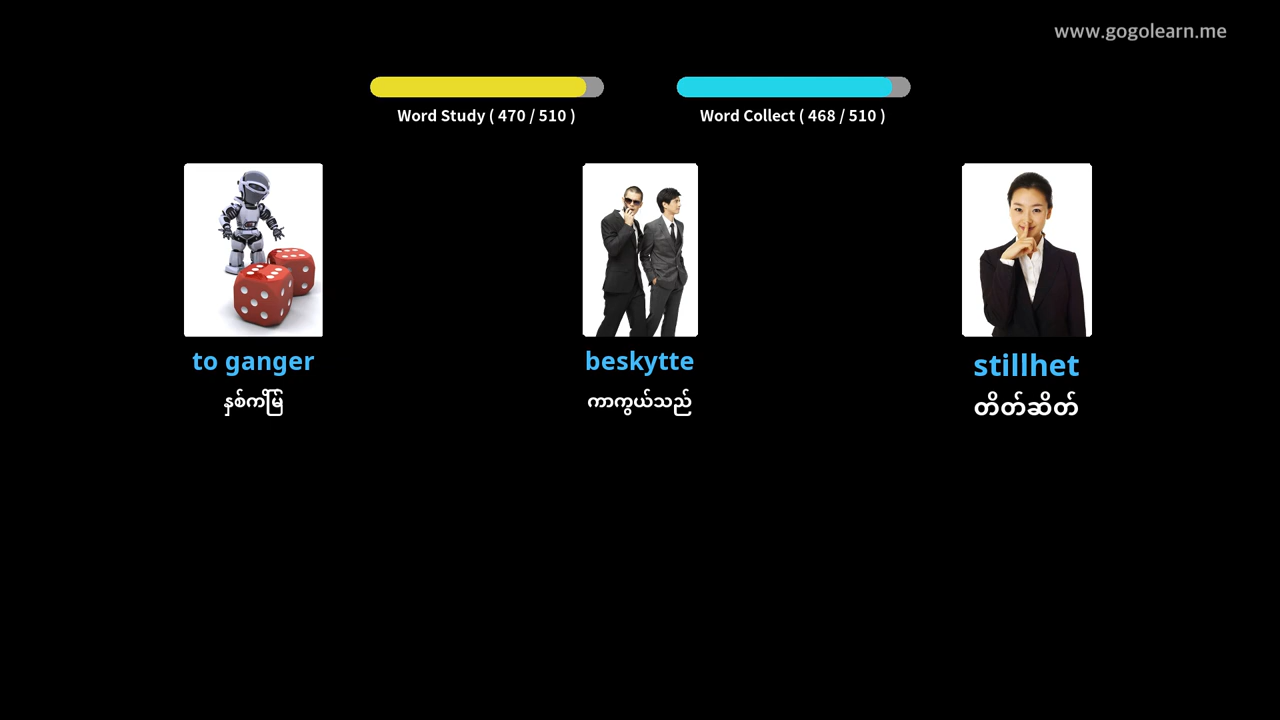 www.gogolearn.me
Word Study ( 470 / 510 )
Word Collect ( 468 / 510 )
to ganger
beskytte
stillhet
နှစ်ကြိမ်
ကာကွယ်သည်
တိတ်ဆိတ်